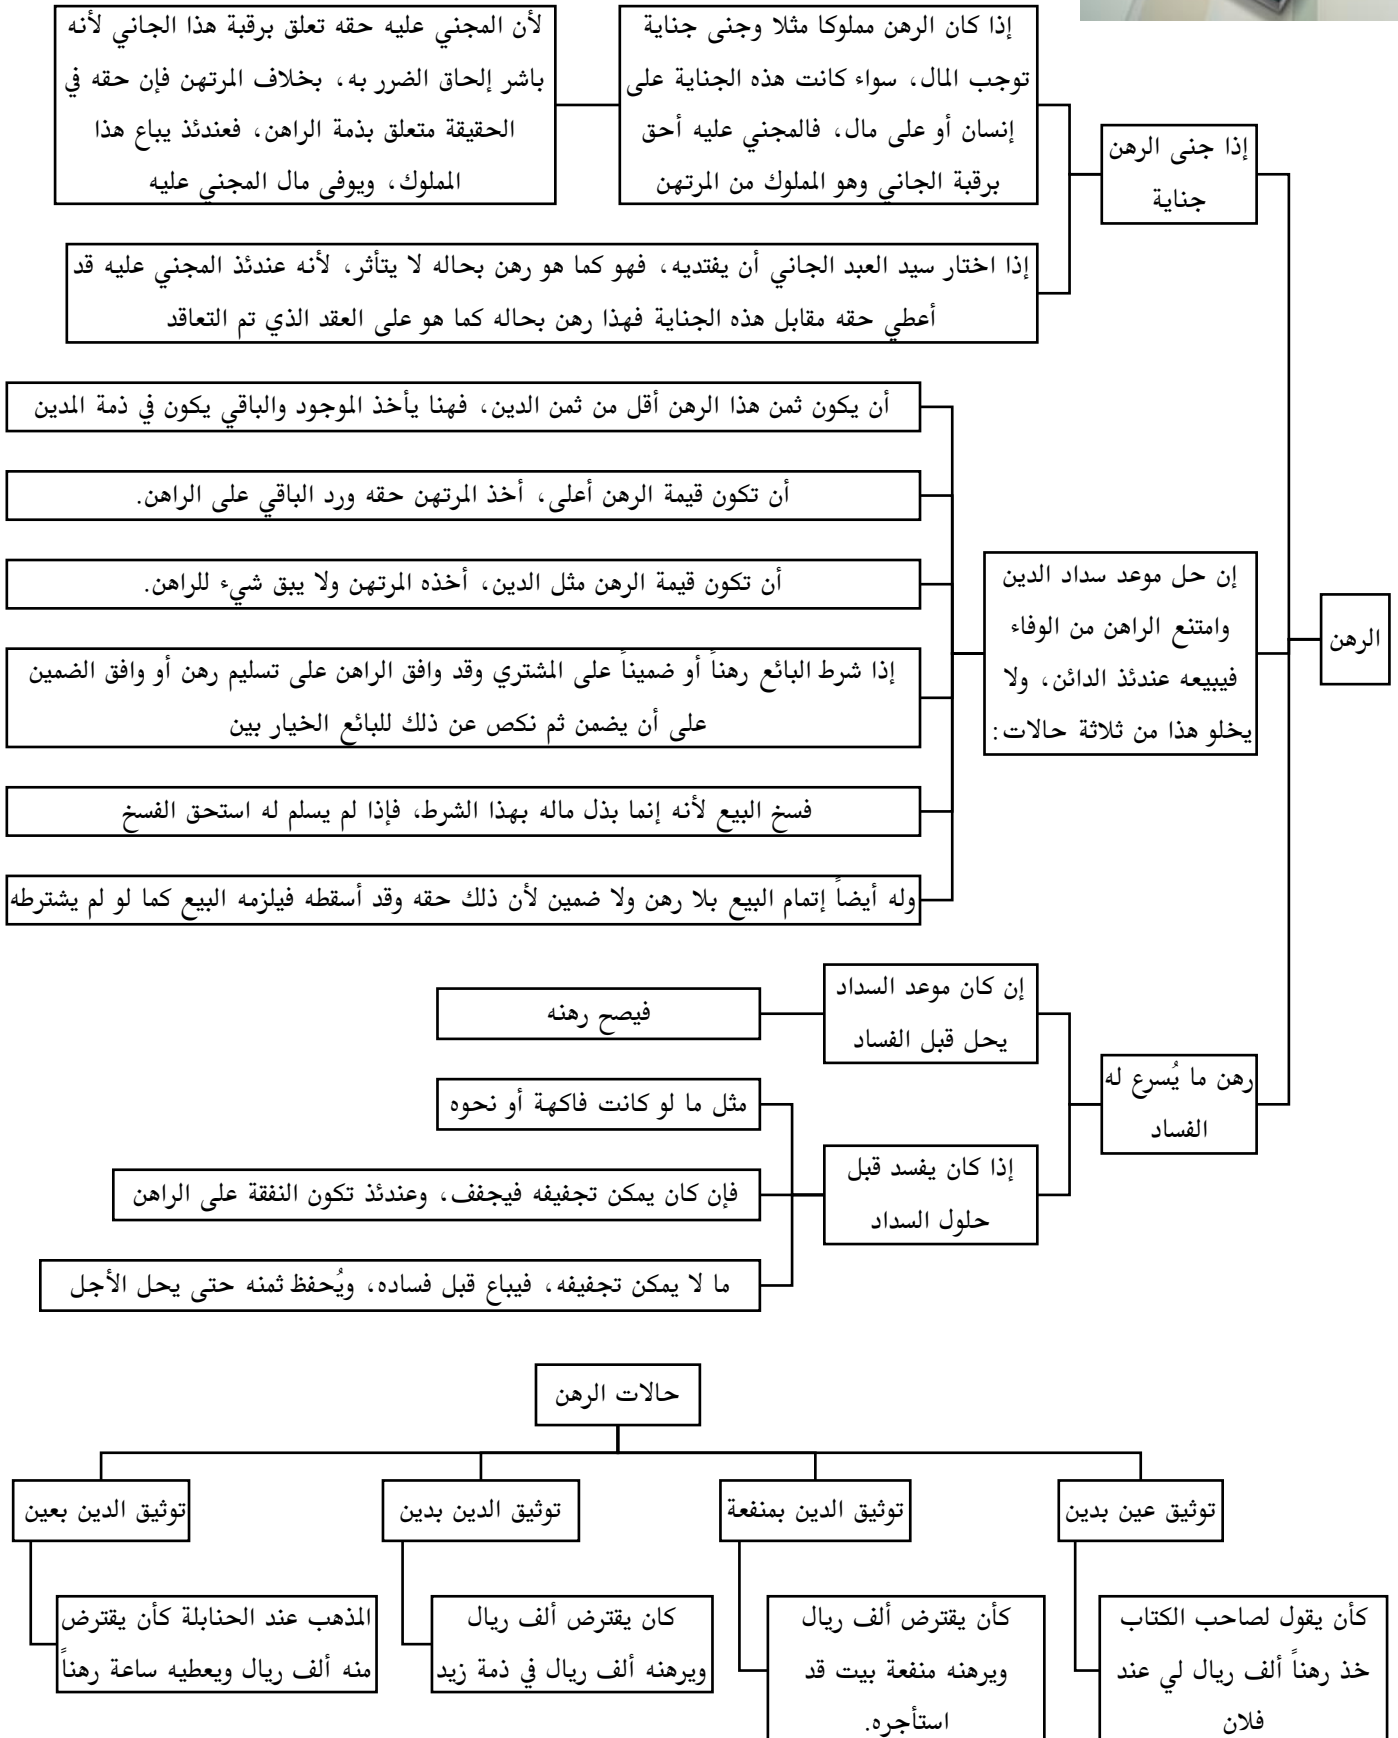 الرهن
إذا جنى الرهن
جناية
إذا كان الرهن مملوكا مثلا وجنى جناية
توجب المال، سواء كانت هذه الجناية على
إنسان أو على مال، فالمجني عليه أحق
برقبة الجاني وهو المملوك من المرتهن
لأن المجني عليه حقه تعلق برقبة هذا الجاني لأنه
باشر إلحاق الضرر به، بخلاف المرتهن فإن حقه في
الحقيقة متعلق بذمة الراهن، فعندئذ يباع هذا
المملوك، ويوفى مال المجني عليه
إذا اختار سيد العبد الجاني أن يفتديه، فهو كما هو رهن بحاله لا يتأثر، لأنه عندئذ المجني عليه قد
أعطي حقه مقابل هذه الجناية فهذا رهن بحاله كما هو على العقد الذي تم التعاقد
إن حل موعد سداد الدين
وامتنع الراهن من الوفاء
فيبيعه عندئذ الدائن، ولا
يخلو هذا من ثلاثة حالات:
أن يكون ثمن هذا الرهن أقل من ثمن الدين، فهنا يأخذ الموجود والباقي يكون في ذمة المدين
أن تكون قيمة الرهن أعلى، أخذ المرتهن حقه ورد الباقي على الراهن.
أن تكون قيمة الرهن مثل الدين، أخذه المرتهن ولا يبق شيء للراهن.
إذا شرط البائع رهناً أو ضميناً على المشتري وقد وافق الراهن على تسليم رهن أو وافق الضمين
على أن يضمن ثم نكص عن ذلك للبائع الخيار بين
فسخ البيع لأنه إنما بذل ماله بهذا الشرط، فإذا لم يسلم له استحق الفسخ
وله أيضاً إتمام البيع بلا رهن ولا ضمين لأن ذلك حقه وقد أسقطه فيلزمه البيع كما لو لم يشترطه
رهن ما يُسرع له
الفساد
إن كان موعد السداد
يحل قبل الفساد
فيصح رهنه
إذا كان يفسد قبل
حلول السداد
مثل ما لو كانت فاكهة أو نحوه
فإن كان يمكن تجفيفه فيجفف، وعندئذ تكون النفقة على الراهن
ما لا يمكن تجفيفه، فيباع قبل فساده، ويُحفظ ثمنه حتى يحل الأجل
حالات الرهن
توثيق عين بدين
كأن يقول لصاحب الكتاب
خذ رهناً ألف ريال لي عند
فلان
توثيق الدين بمنفعة
كأن يقترض ألف ريال
ويرهنه منفعة بيت قد
استأجره.
توثيق الدين بدين
كان يقترض ألف ريال
ويرهنه ألف ريال في ذمة زيد
توثيق الدين بعين
المذهب عند الحنابلة كأن يقترض
منه ألف ريال ويعطيه ساعة رهناً